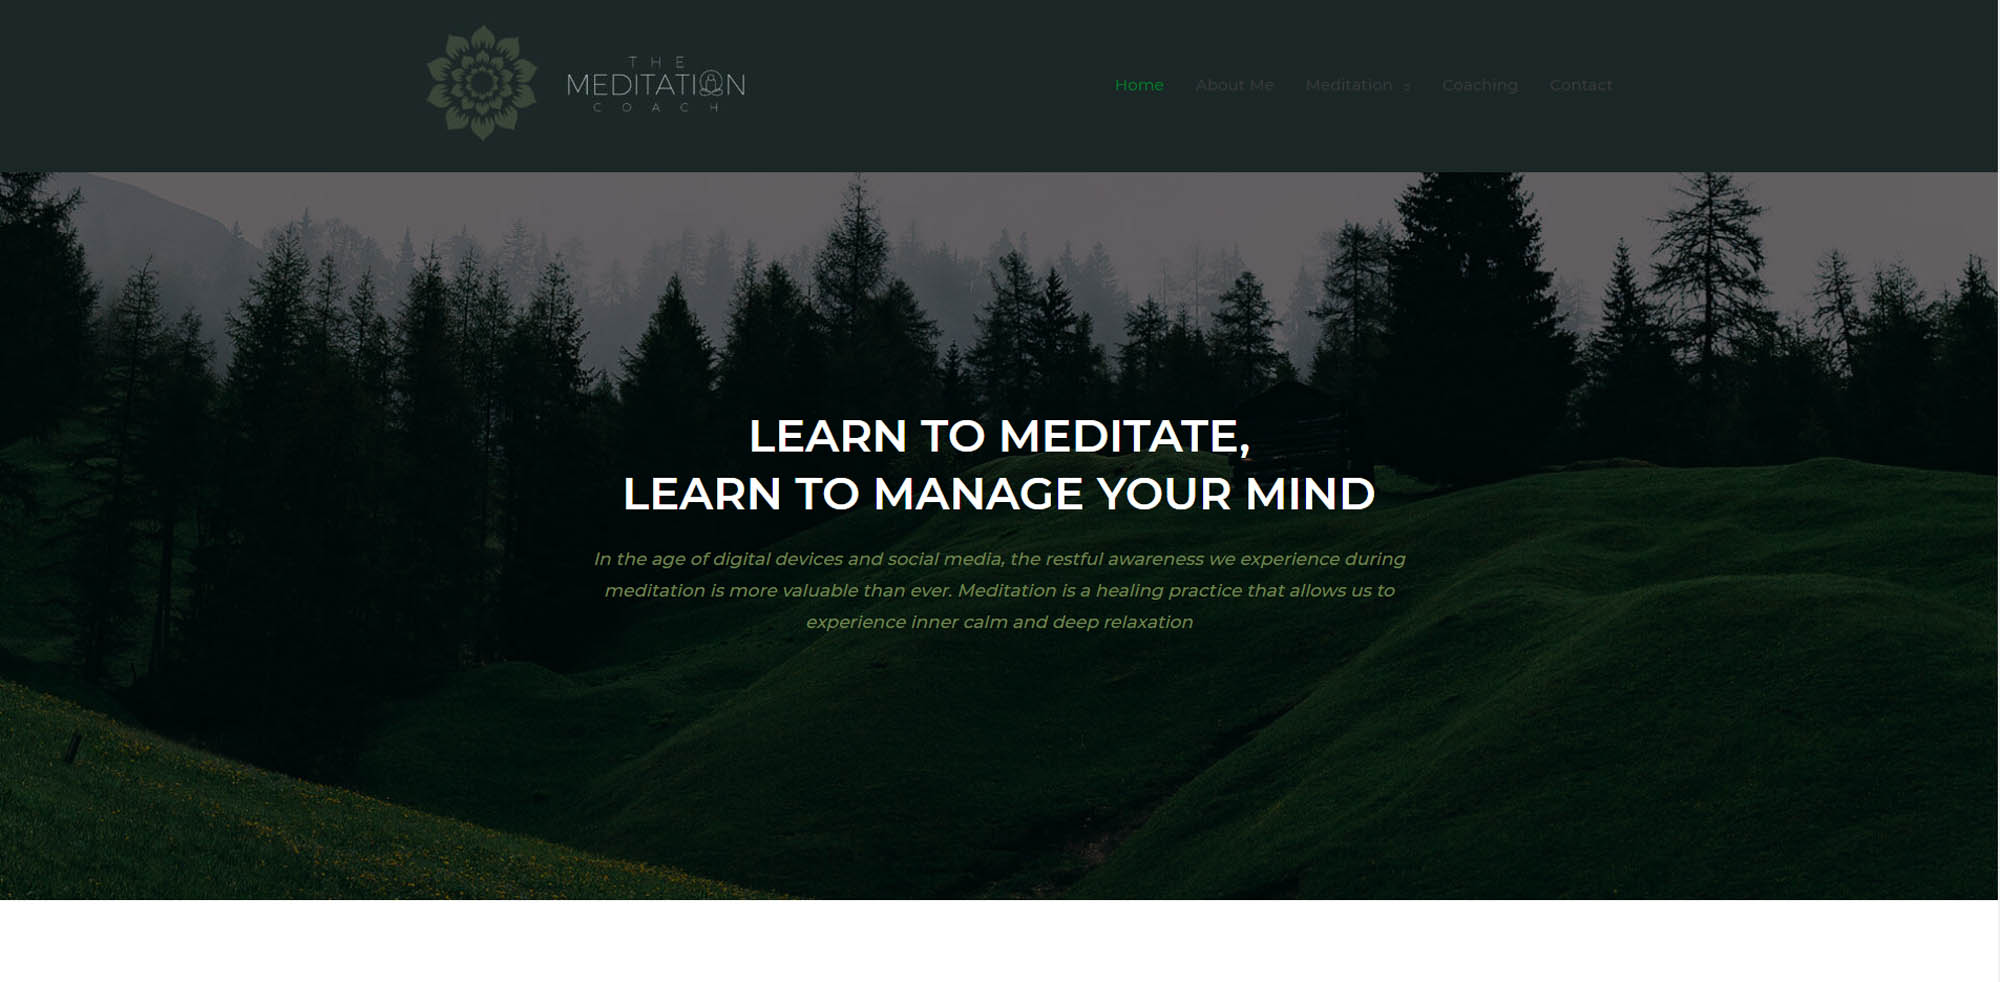 THE
MEDITATION
COACH
Home About Me Meditation Coaching Contact
LEARN TO MEDITATE,
LEARN TO MANAGE YOUR MIND
In the age of digital devices and social media, the restful awareness we experience during
meditation is more valuable than ever. Meditation is a healing practice that allows us to
experience inner calm and deep relaxation